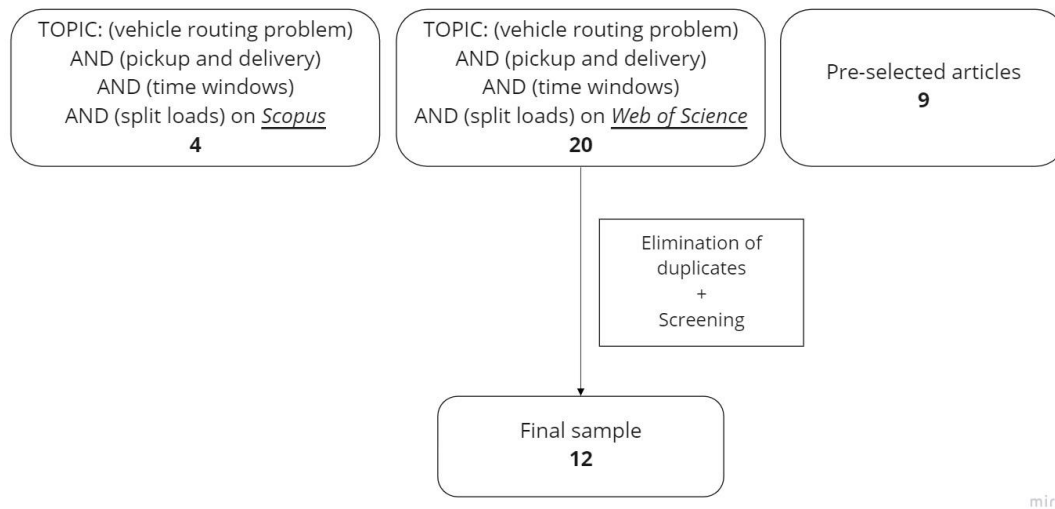 TOPIC: (vehicle routing problem)
AND (pickup and delivery)
AND (time windows)
AND (split loads) on Scopus
4
TOPIC: (vehicle routing problem)
AND (pickup and delivery)
AND (time windows)
AND (split loads) on Web of Science
20
Pre-selected articles
9
Elimination of
duplicates
+
Screening
Final sample
12